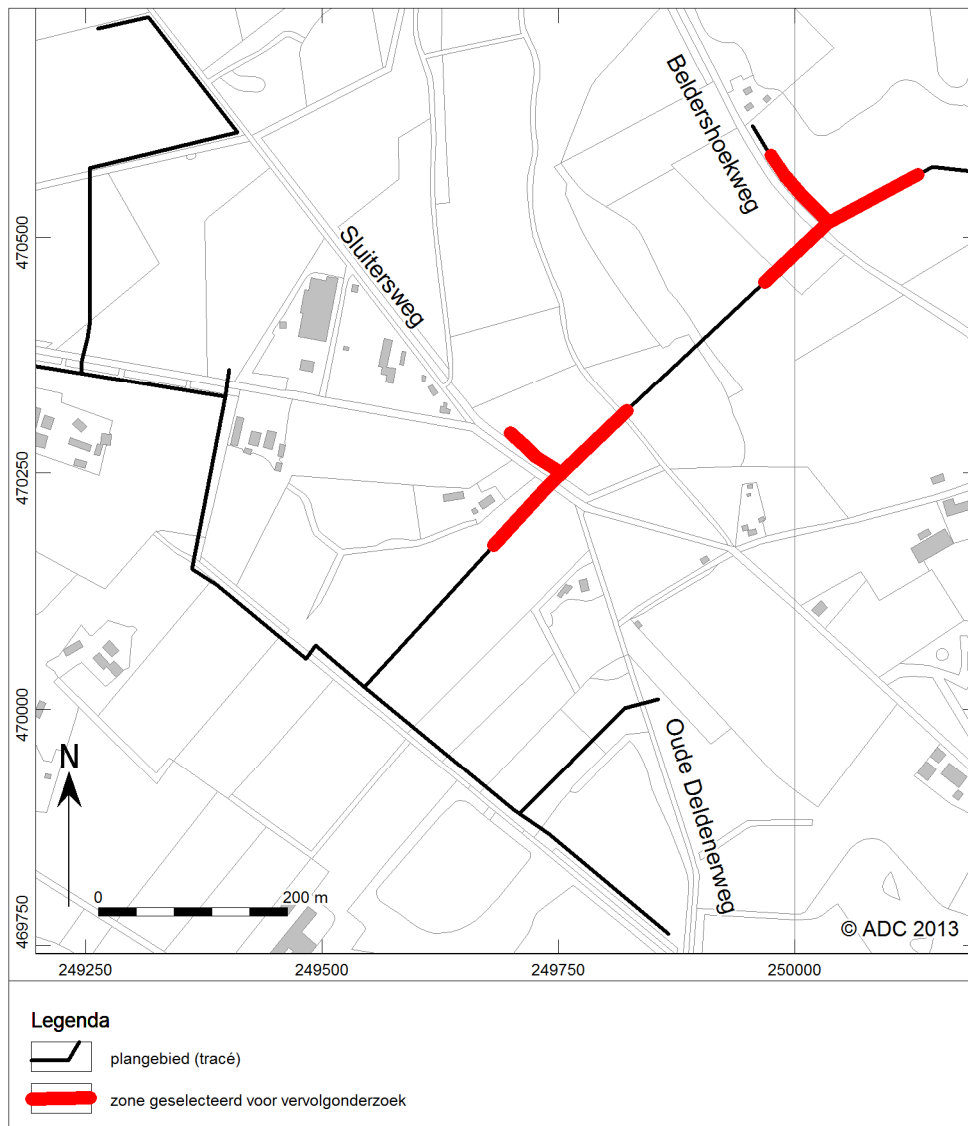 Beldershoekweg
Sluitersweg
Oude Deldenerweg
470500
470250
470000
469750
N
0 200 m
© ADC 2013
249250 249500 249750 250000
Legenda
plangebied (tracé)
zone geselecteerd voor vervolgonderzoek